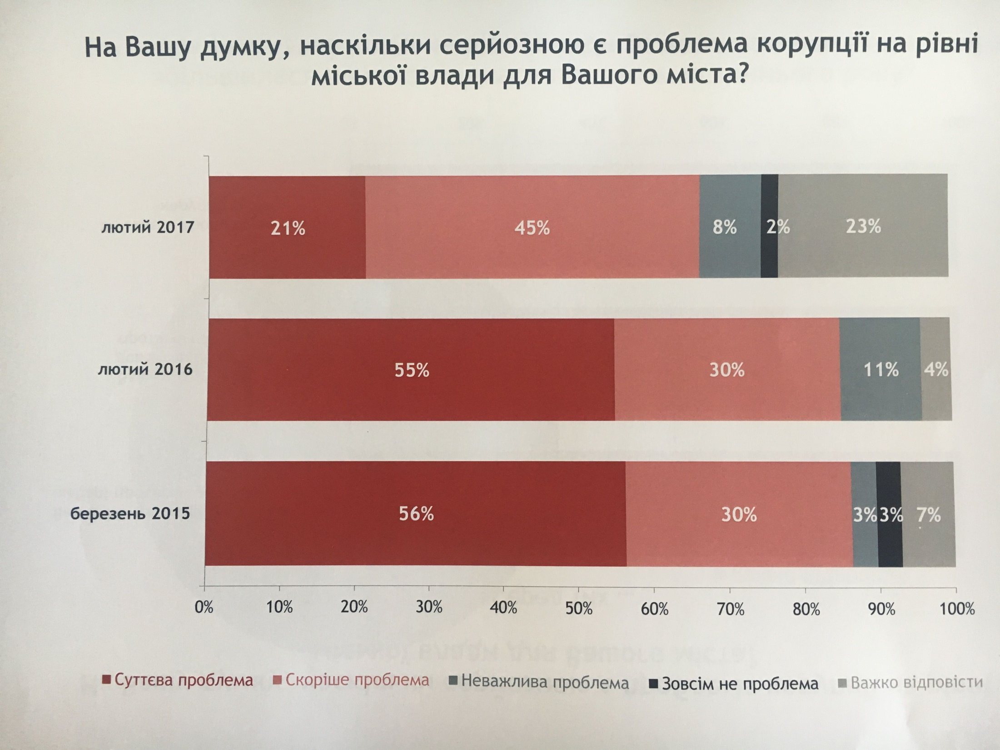 На Вашу думку, наскільки серйозною є проблема корупції на рівні
міської влади для Вашого міста?
лютий 2017 21% 45% 8% 2% 23%
лютий 2016 55% 30% 11% 4%
березень 2015 56% 30% 3% 3% 7%
0% 10% 20% 30% 40% 50% 60% 70% 80% 90% 100%
Суттєва проблема Скоріше проблема Неважлива проблема Зовсім не проблема Важко відповісти